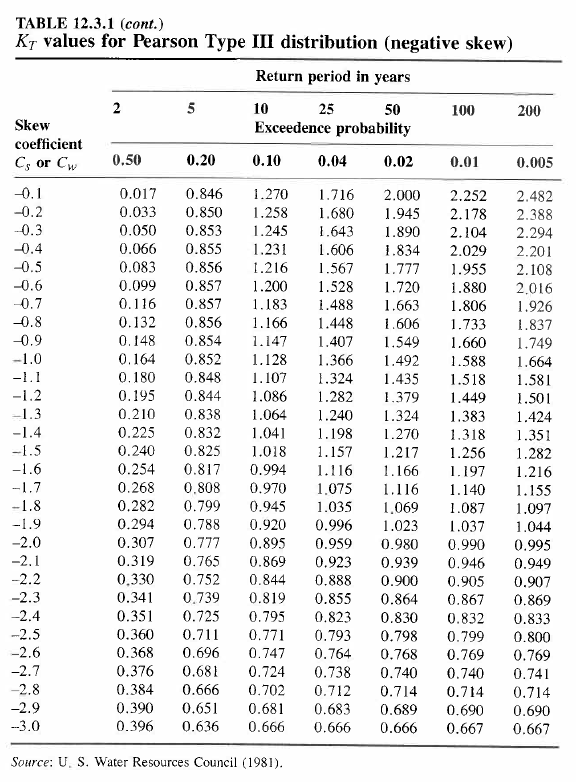 TABLE 12.3.1 (cont.)
K_T values for Pearson Type III distribution (negative skew)
Return period in years
2 5 10 25 50 100 200
Skew Exceedence probability
coefficient
C_s or C_w 0.50 0.20 0.10 0.04 0.02 0.01 0.005
–0.1 0.017 0.846 1.270 1.716 2.000 2.252 2.482
–0.2 0.033 0.850 1.258 1.680 1.945 2.178 2.388
–0.3 0.050 0.853 1.245 1.643 1.890 2.104 2.294
–0.4 0.066 0.855 1.231 1.606 1.834 2.029 2.201
–0.5 0.083 0.856 1.216 1.567 1.777 1.955 2.108
–0.6 0.099 0.857 1.200 1.528 1.720 1.880 2.016
–0.7 0.116 0.857 1.183 1.488 1.663 1.806 1.926
–0.8 0.132 0.856 1.166 1.448 1.606 1.733 1.837
–0.9 0.148 0.854 1.147 1.407 1.549 1.660 1.749
–1.0 0.164 0.852 1.128 1.366 1.492 1.588 1.664
–1.1 0.180 0.848 1.107 1.324 1.435 1.518 1.581
–1.2 0.195 0.844 1.086 1.282 1.379 1.449 1.501
–1.3 0.210 0.838 1.064 1.240 1.324 1.383 1.424
–1.4 0.225 0.832 1.041 1.198 1.270 1.318 1.351
–1.5 0.240 0.825 1.018 1.157 1.217 1.256 1.282
–1.6 0.254 0.817 0.994 1.116 1.166 1.197 1.216
–1.7 0.268 0.808 0.970 1.075 1.116 1.140 1.155
–1.8 0.282 0.799 0.945 1.035 1.069 1.087 1.097
–1.9 0.294 0.788 0.920 0.996 1.023 1.037 1.044
–2.0 0.307 0.777 0.895 0.959 0.980 0.990 0.995
–2.1 0.319 0.765 0.869 0.923 0.939 0.946 0.949
–2.2 0.330 0.752 0.844 0.888 0.900 0.905 0.907
–2.3 0.341 0.739 0.819 0.855 0.864 0.867 0.869
–2.4 0.351 0.725 0.795 0.823 0.830 0.832 0.833
–2.5 0.360 0.711 0.771 0.793 0.798 0.799 0.800
–2.6 0.368 0.696 0.747 0.764 0.768 0.769 0.769
–2.7 0.376 0.681 0.724 0.738 0.740 0.740 0.741
–2.8 0.384 0.666 0.702 0.712 0.714 0.714 0.714
–2.9 0.390 0.651 0.681 0.683 0.689 0.690 0.690
–3.0 0.396 0.636 0.666 0.666 0.666 0.667 0.667
Source: U. S. Water Resources Council (1981).